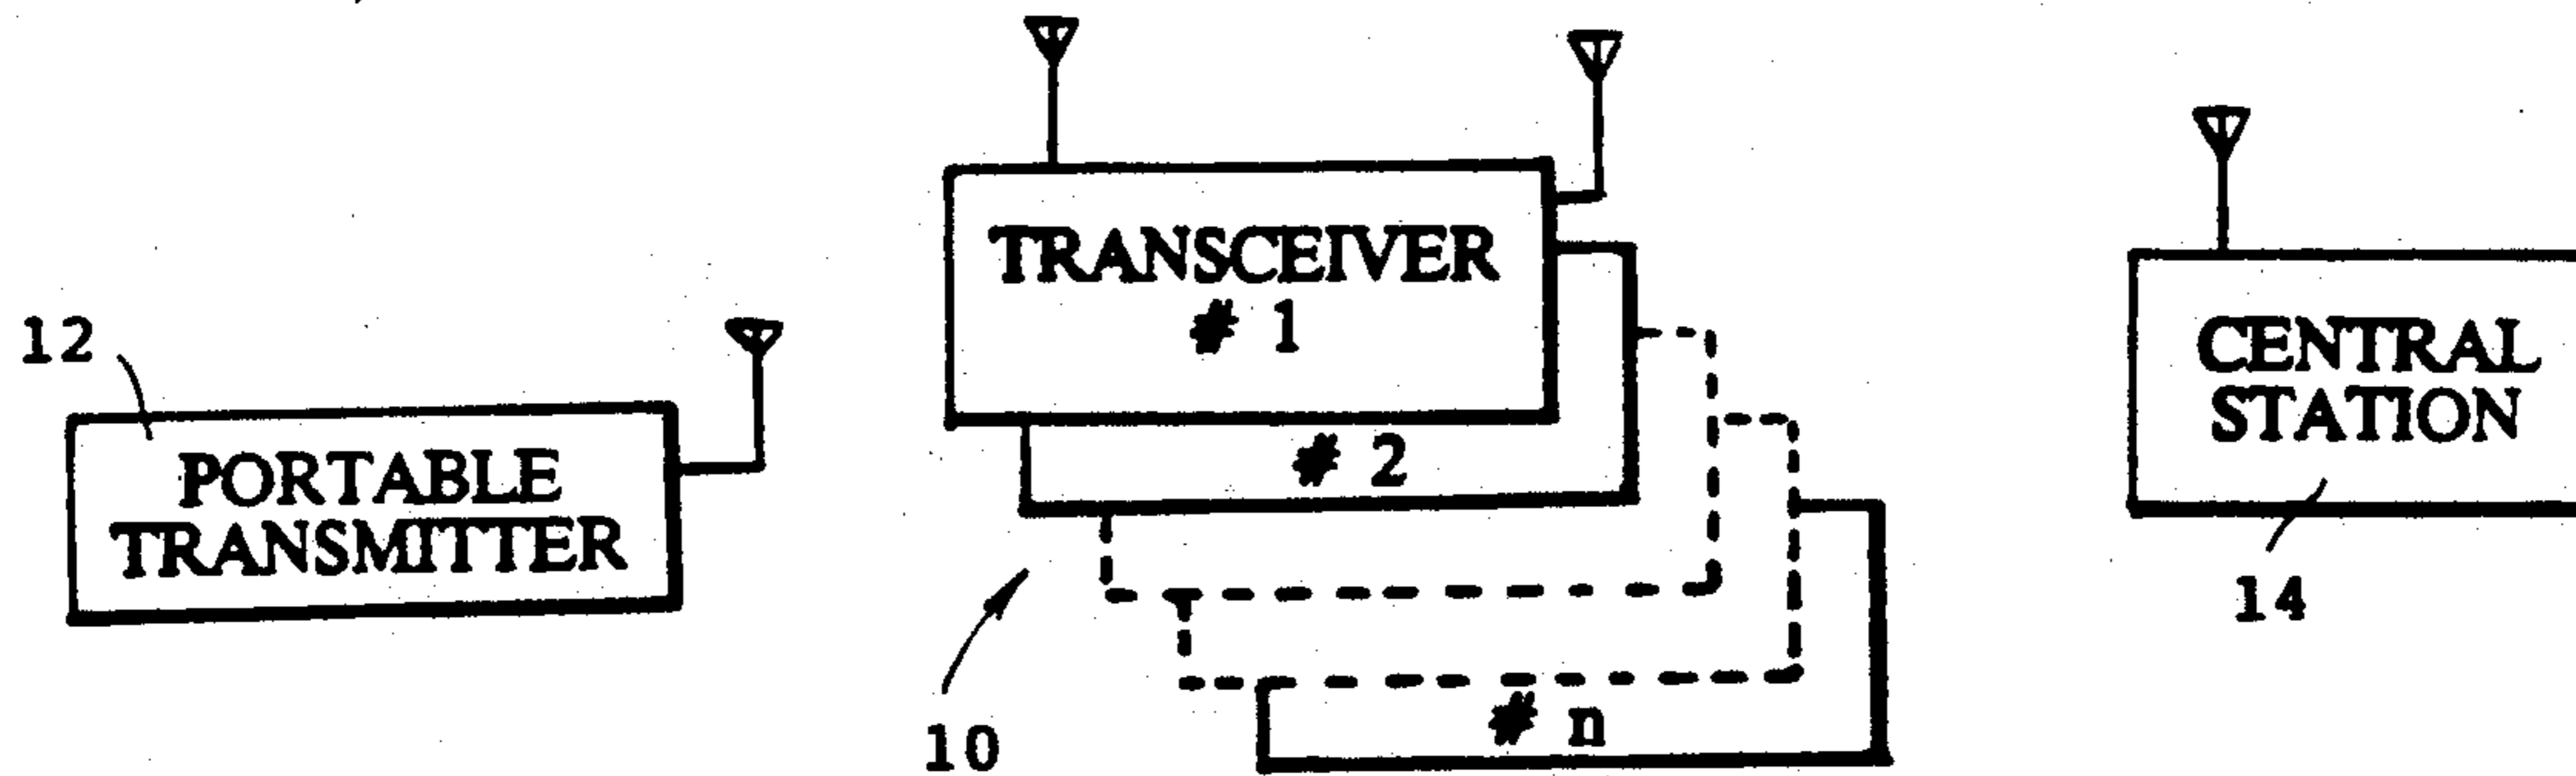 12
PORTABLE
TRANSMITTER
TRANSCEIVER
# 1
# 2
# n
10
CENTRAL
STATION
14